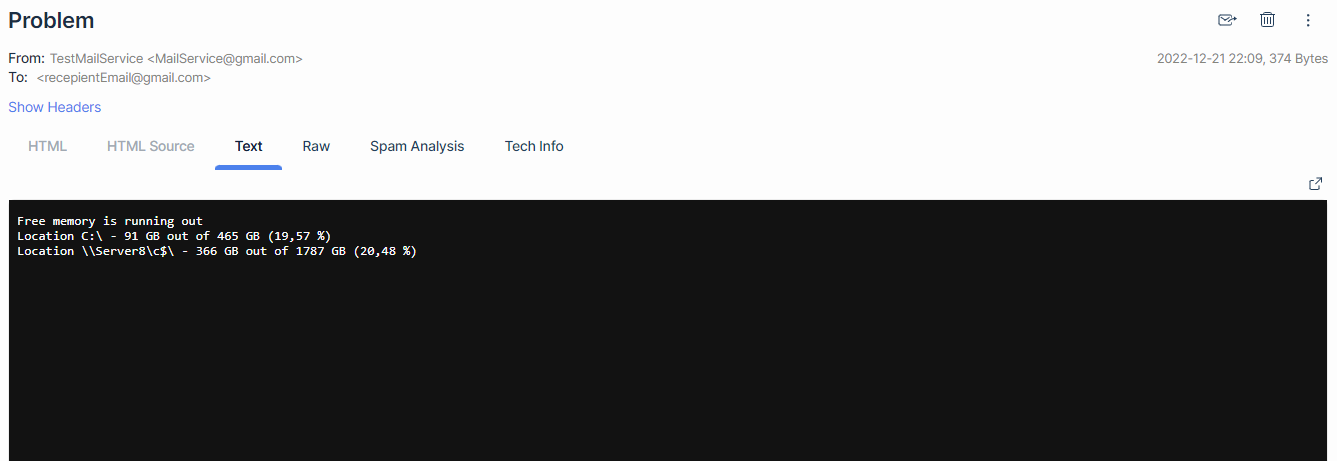 Problem
From: TestMailService <MailService@gmail.com>
2022-12-21 22:09, 374 Bytes
To: <recepientEmail@gmail.com>
Show Headers
HTML HTML Source Text Raw Spam Analysis Tech Info
Free memory is running out
Location C:\ - 91 GB out of 465 GB (19,57 %)
Location \\Server8\c$\ - 366 GB out of 1787 GB (20,48 %)